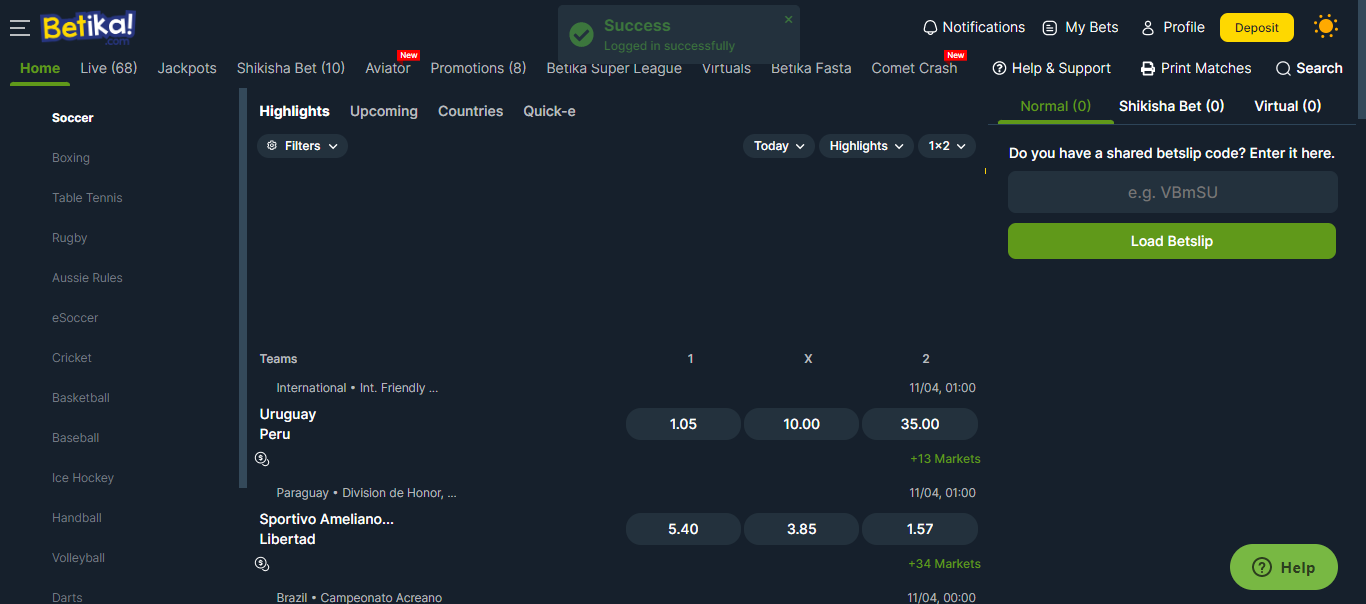 Betika!
.com
Success
Logged in successfully
×
Notifications
My Bets
Profile
Deposit
Home
Live (68)
Jackpots
Shikisha Bet (10)
Aviator
New
Promotions (8)
Betika Super League
Virtuals
Betika Fasta
Comet Crash
New
Help & Support
Print Matches
Search
Soccer
Boxing
Table Tennis
Rugby
Aussie Rules
eSoccer
Cricket
Basketball
Baseball
Ice Hockey
Handball
Volleyball
Darts
Highlights
Upcoming
Countries
Quick-e
Filters
Today
Highlights
1×2
Teams
1
X
2
International • Int. Friendly ...
11/04, 01:00
Uruguay
Peru
1.05
10.00
35.00
+13 Markets
Paraguay • Division de Honor, ...
11/04, 01:00
Sportivo Ameliano...
Libertad
5.40
3.85
1.57
+34 Markets
Brazil • Campeonato Acreano
11/04, 00:00
Normal (0)
Shikisha Bet (0)
Virtual (0)
Do you have a shared betslip code? Enter it here.
e.g. VBmSU
Load Betslip
Help